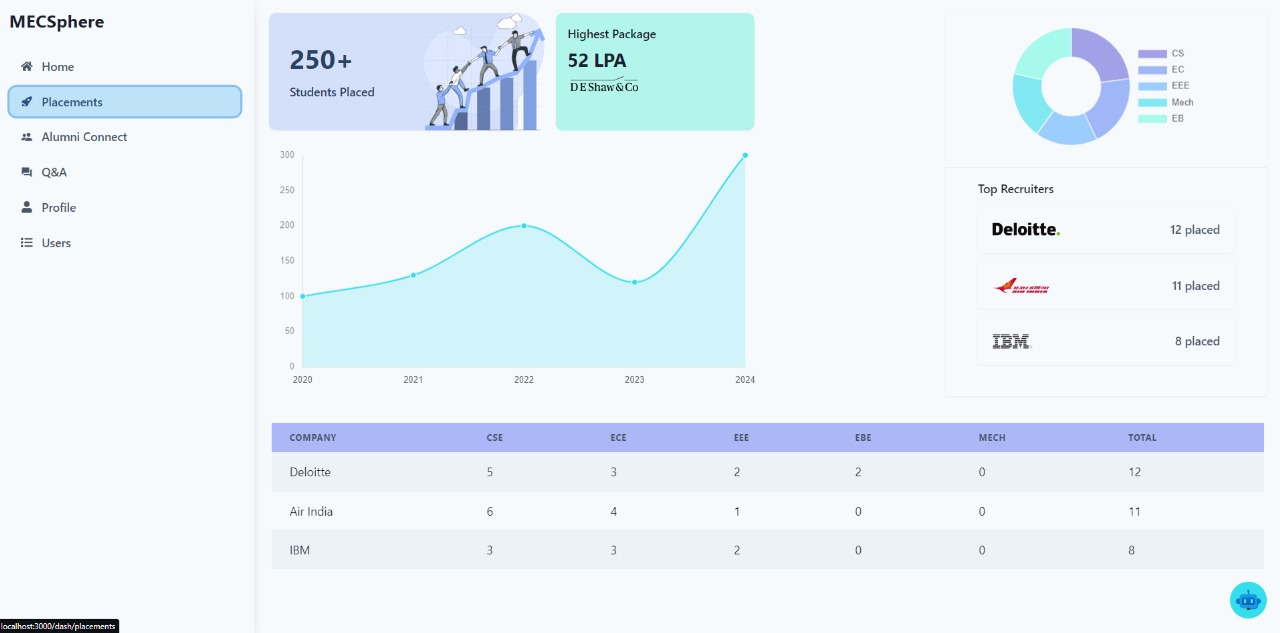 MECSphere
Home
Placements
Alumni Connect
Q&A
Profile
Users
250+
Students Placed
Highest Package
52 LPA
D E Shaw & Co
300
250
200
150
100
50
0
2020 2021 2022 2023 2024
CS
EC
EEE
Mech
EB
Top Recruiters
Deloitte. 12 placed
11 placed
IBM 8 placed
COMPANY CSE ECE EEE EBE MECH TOTAL
Deloitte 5 3 2 2 0 12
Air India 6 4 1 0 0 11
IBM 3 3 2 0 0 8
localhost:3000/dash/placements